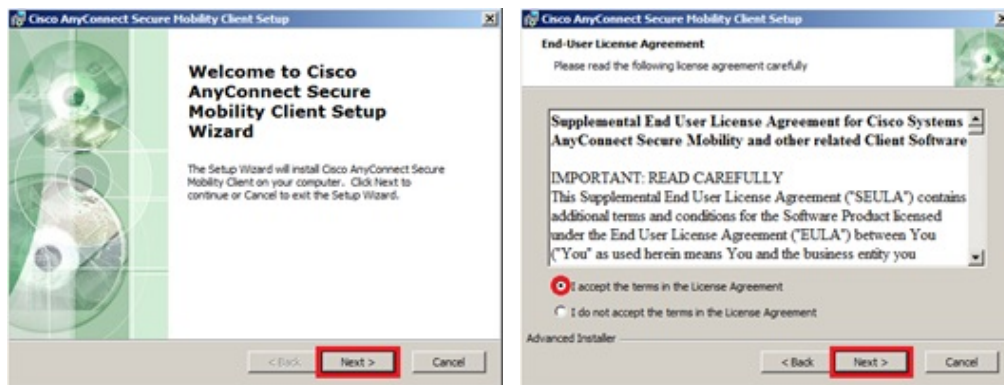 Cisco AnyConnect Secure Mobility Client Setup
Welcome to Cisco
AnyConnect Secure
Mobility Client Setup
Wizard
The Setup Wizard will install Cisco AnyConnect Secure
Mobility Client on your computer. Click Next to
continue or Cancel to exit the Setup Wizard.
< Back
Next >
Cancel
Cisco AnyConnect Secure Mobility Client Setup
End-User License Agreement
Please read the following license agreement carefully
Supplemental End User License Agreement for Cisco Systems
AnyConnect Secure Mobility and other related Client Software
IMPORTANT: READ CAREFULLY
This Supplemental End User License Agreement ("SEULA") contains
additional terms and conditions for the Software Product licensed
under the End User License Agreement ("EULA") between You
("You" as used herein means You and the business entity you
I accept the terms in the License Agreement
I do not accept the terms in the License Agreement
Advanced Installer
< Back
Next >
Cancel